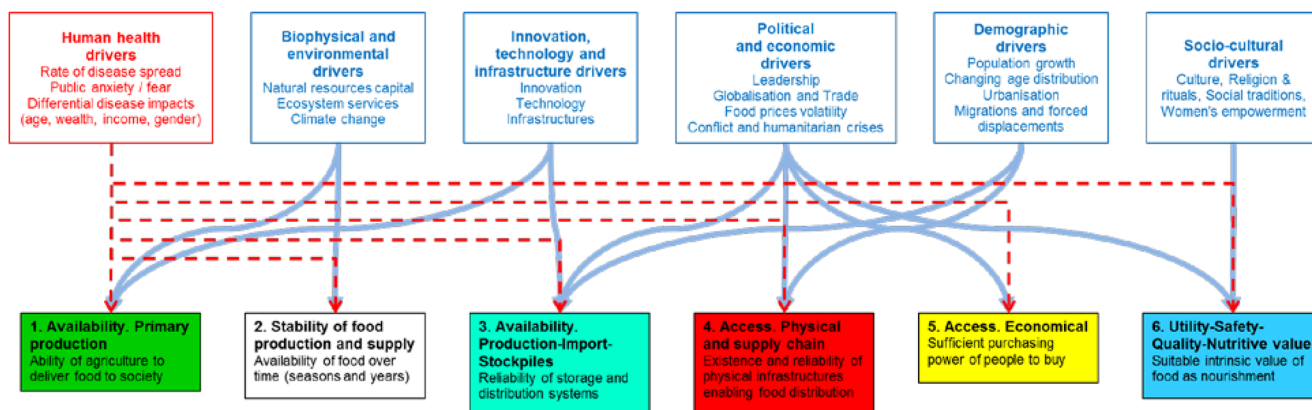 Human health
drivers
Rate of disease spread
Public anxiety / fear
Differential disease impacts
(age, wealth, income, gender)
Biophysical and
environmental
drivers
Natural resources capital
Ecosystem services
Climate change
Innovation,
technology and
infrastructure drivers
Innovation
Technology
Infrastructures
Political
and economic
drivers
Leadership
Globalisation and Trade
Food prices volatility
Conflict and humanitarian crises
Demographic
drivers
Population growth
Changing age distribution
Urbanisation
Migrations and forced
displacements
Socio-cultural
drivers
Culture, Religion &
rituals, Social traditions,
Women's empowerment
1. Availability. Primary
production
Ability of agriculture to
deliver food to society
2. Stability of food
production and supply
Availability of food over
time (seasons and years)
3. Availability.
Production-Import-
Stockpiles
Reliability of storage and
distribution systems
4. Access. Physical
and supply chain
Existence and reliability of
physical infrastructures
enabling food distribution
5. Access. Economical
Sufficient purchasing
power of people to buy
6. Utility-Safety-
Quality-Nutritive value
Suitable intrinsic value of
food as nourishment